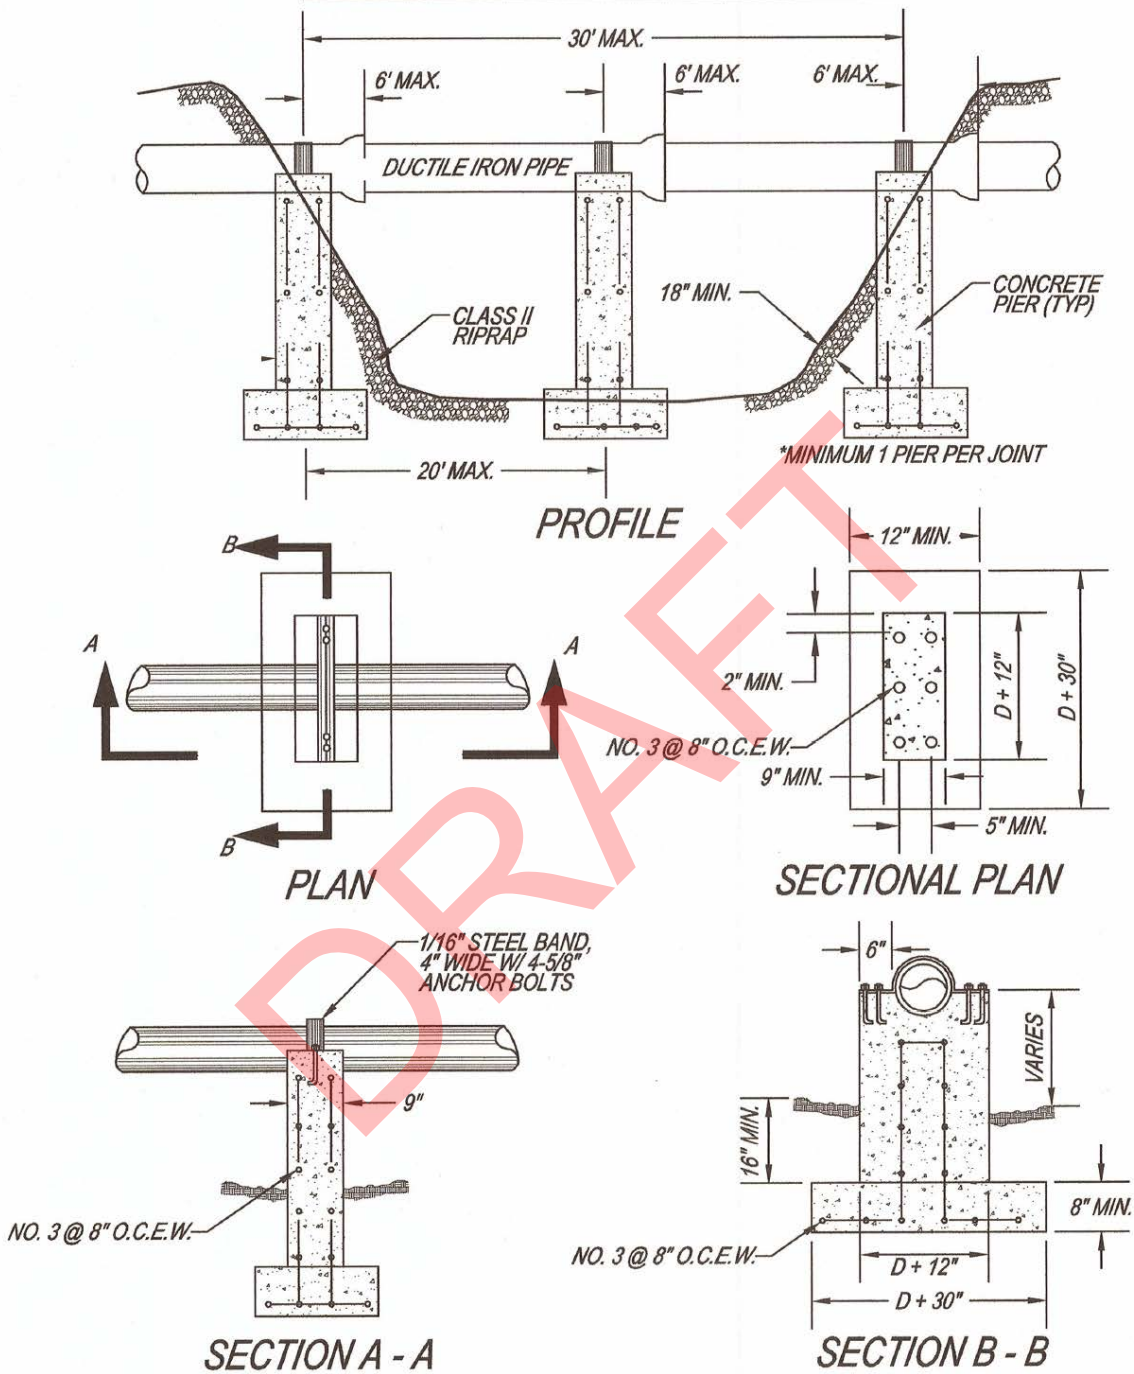 30' MAX.
6' MAX.
6' MAX.
6' MAX.
DUCTILE IRON PIPE
18" MIN.
CONCRETE
PIER (TYP)
CLASS II
RIPRAP
*MINIMUM 1 PIER PER JOINT
20' MAX.
PROFILE
B
A
A
B
PLAN
12" MIN.
2" MIN.
D + 12"
D + 30"
NO. 3 @ 8" O.C.E.W.
9" MIN.
5" MIN.
SECTIONAL PLAN
DRAFT
1/16" STEEL BAND,
4" WIDE W/ 4-5/8"
ANCHOR BOLTS
9"
NO. 3 @ 8" O.C.E.W.
SECTION A - A
6"
VARIES
16" MIN.
8" MIN.
NO. 3 @ 8" O.C.E.W.
D + 12"
D + 30"
SECTION B - B